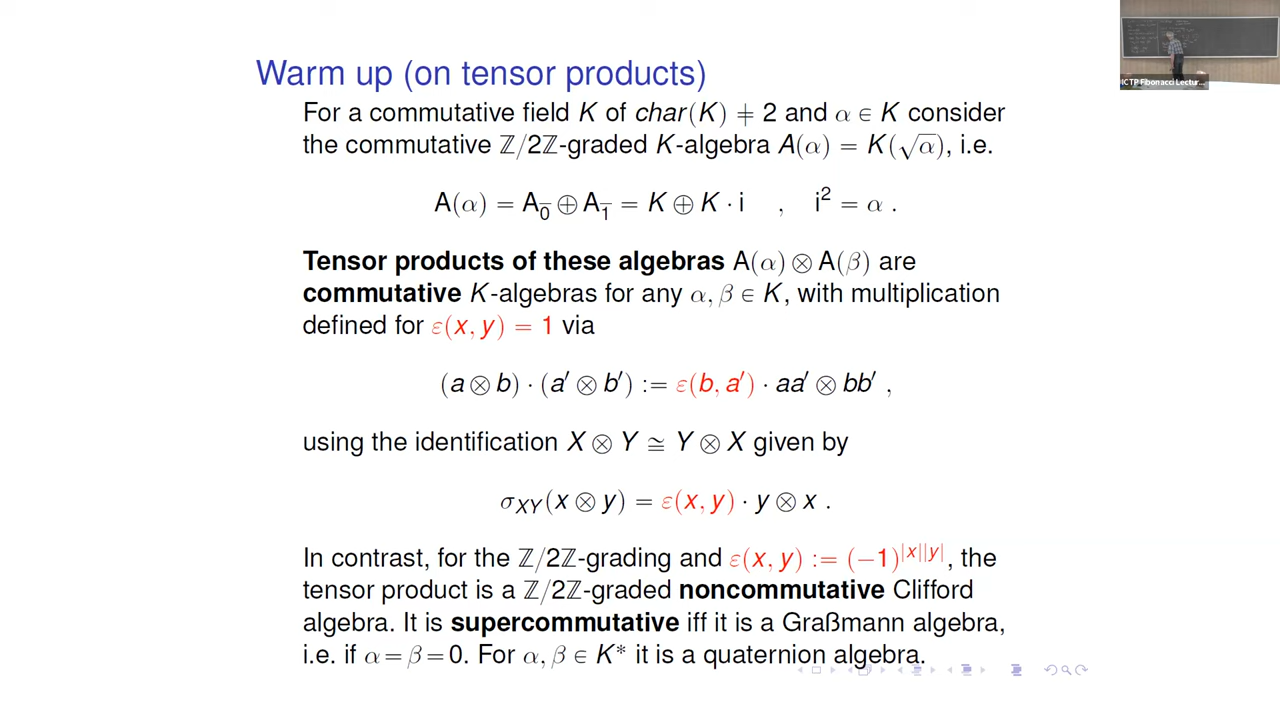 Warm up (on tensor products)
For a commutative field K of char(K) ≠ 2 and α ∈ K consider
the commutative ℤ/2ℤ-graded K-algebra A(α) = K(√α), i.e.
A(α) = A_0̄ ⊕ A_1̄ = K ⊕ K · i , i² = α .
Tensor products of these algebras A(α) ⊗ A(β) are
commutative K-algebras for any α, β ∈ K, with multiplication
defined for ε(x, y) = 1 via
(a ⊗ b) · (a′ ⊗ b′) := ε(b, a′) · aa′ ⊗ bb′ ,
using the identification X ⊗ Y ≅ Y ⊗ X given by
σ_XY(x ⊗ y) = ε(x, y) · y ⊗ x .
In contrast, for the ℤ/2ℤ-grading and ε(x, y) := (−1)^|x||y|, the
tensor product is a ℤ/2ℤ-graded noncommutative Clifford
algebra. It is supercommutative iff it is a Graßmann algebra,
i.e. if α = β = 0. For α, β ∈ K* it is a quaternion algebra.
ICTP Fibonacci Lectur...